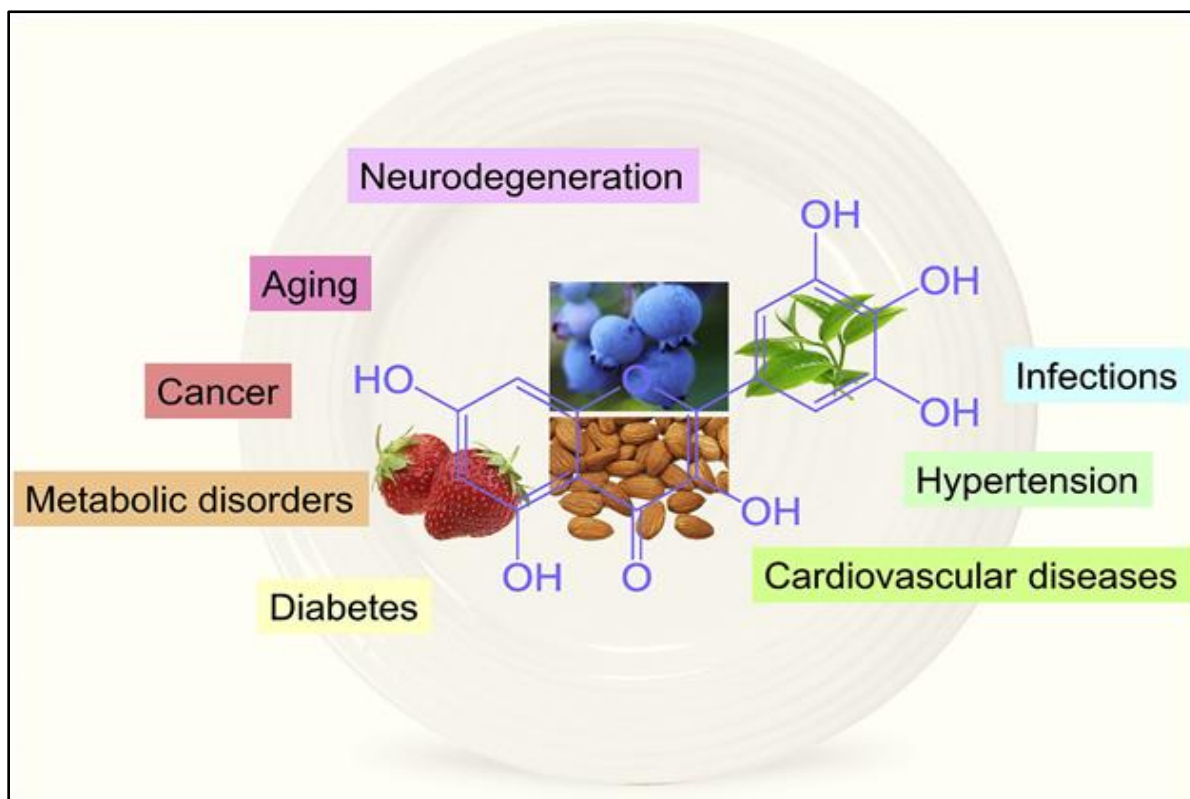 Neurodegeneration
OH
Aging
OH
O
HO
Cancer
Infections
OH
Metabolic disorders
Hypertension
OH
OH
O
Cardiovascular diseases
Diabetes